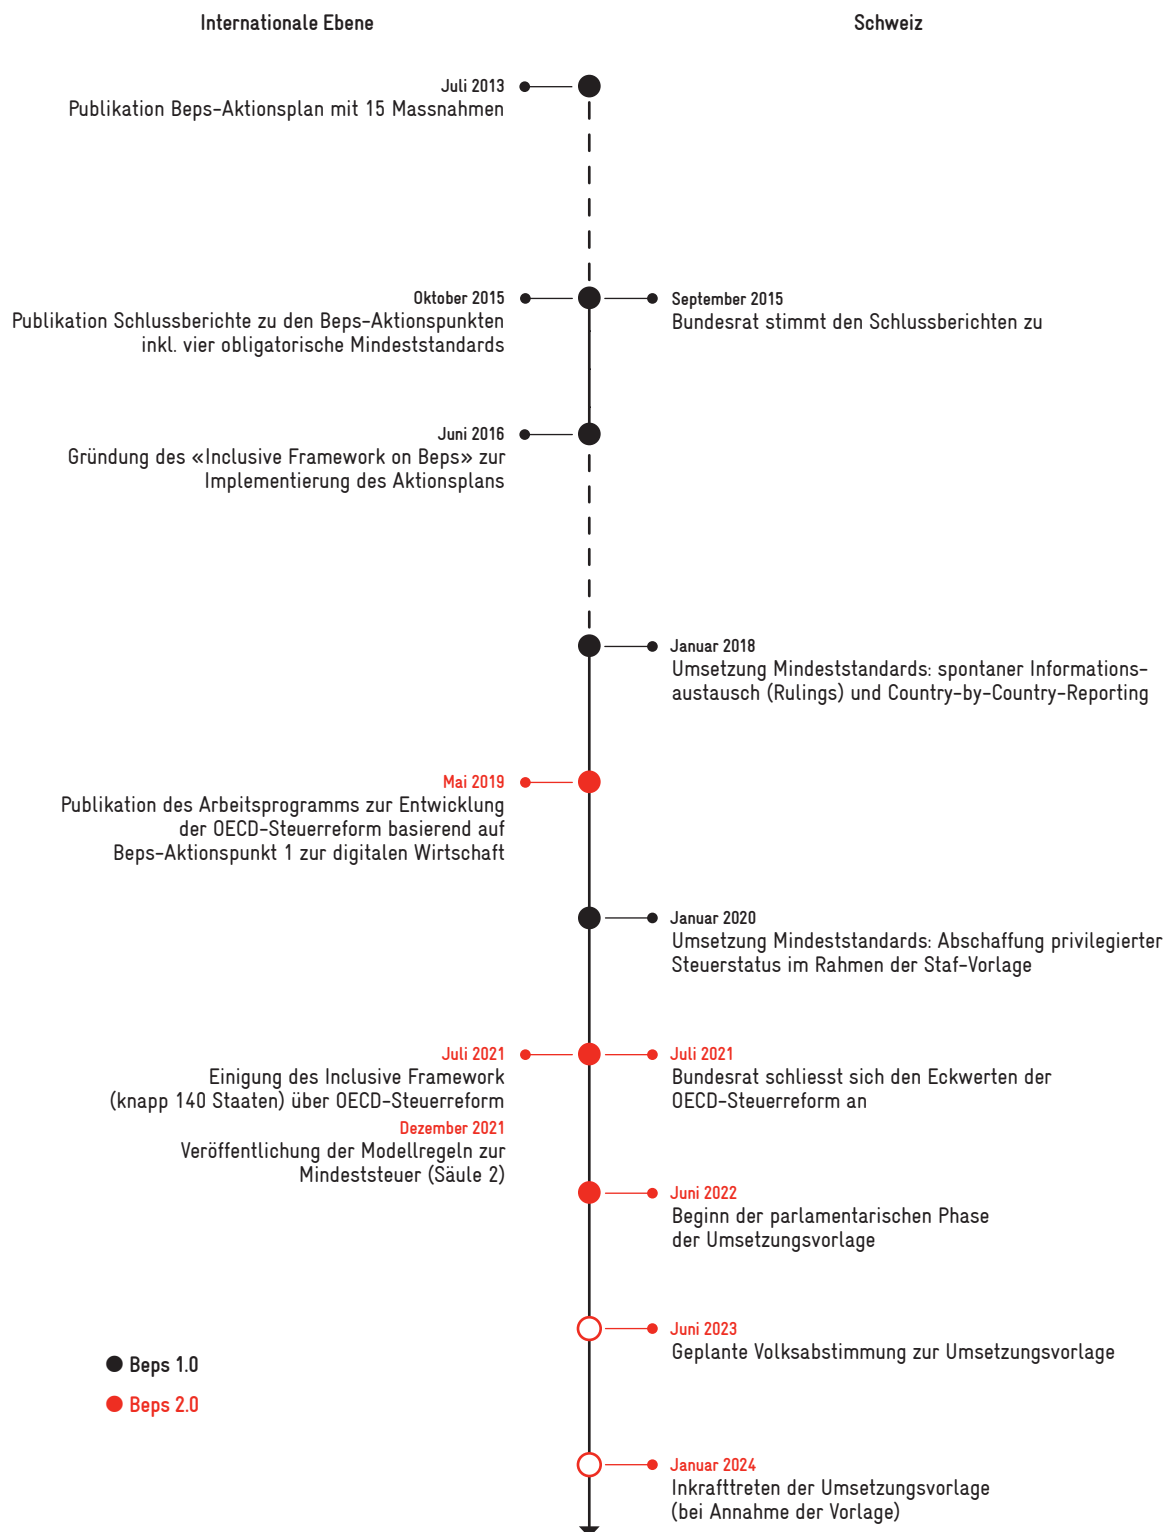 Internationale Ebene
Schweiz
Juli 2013
Publikation Beps-Aktionsplan mit 15 Massnahmen
Oktober 2015
Publikation Schlussberichte zu den Beps-Aktionspunkten
inkl. vier obligatorische Mindeststandards
September 2015
Bundesrat stimmt den Schlussberichten zu
Juni 2016
Gründung des «Inclusive Framework on Beps» zur
Implementierung des Aktionsplans
Januar 2018
Umsetzung Mindeststandards: spontaner Informations-
austausch (Rulings) und Country-by-Country-Reporting
Mai 2019
Publikation des Arbeitsprogramms zur Entwicklung
der OECD-Steuerreform basierend auf
Beps-Aktionspunkt 1 zur digitalen Wirtschaft
Januar 2020
Umsetzung Mindeststandards: Abschaffung privilegierter
Steuerstatus im Rahmen der Staf-Vorlage
Juli 2021
Einigung des Inclusive Framework
(knapp 140 Staaten) über OECD-Steuerreform
Dezember 2021
Veröffentlichung der Modellregeln zur
Mindeststeuer (Säule 2)
Juli 2021
Bundesrat schliesst sich den Eckwerten der
OECD-Steuerreform an
Juni 2022
Beginn der parlamentarischen Phase
der Umsetzungsvorlage
Juni 2023
Geplante Volksabstimmung zur Umsetzungsvorlage
Beps 1.0
Beps 2.0
Januar 2024
Inkrafttreten der Umsetzungsvorlage
(bei Annahme der Vorlage)